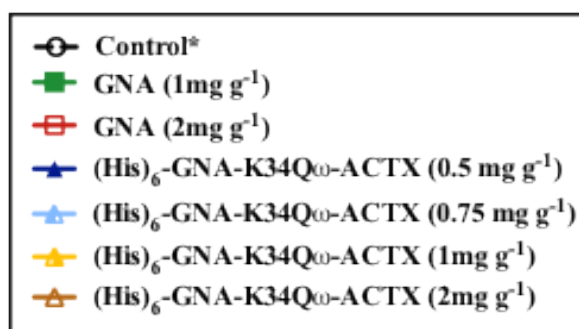 Control*
GNA (1mg g⁻¹)
GNA (2mg g⁻¹)
(His)₆-GNA-K34Qω-ACTX (0.5 mg g⁻¹)
(His)₆-GNA-K34Qω-ACTX (0.75 mg g⁻¹)
(His)₆-GNA-K34Qω-ACTX (1mg g⁻¹)
(His)₆-GNA-K34Qω-ACTX (2mg g⁻¹)